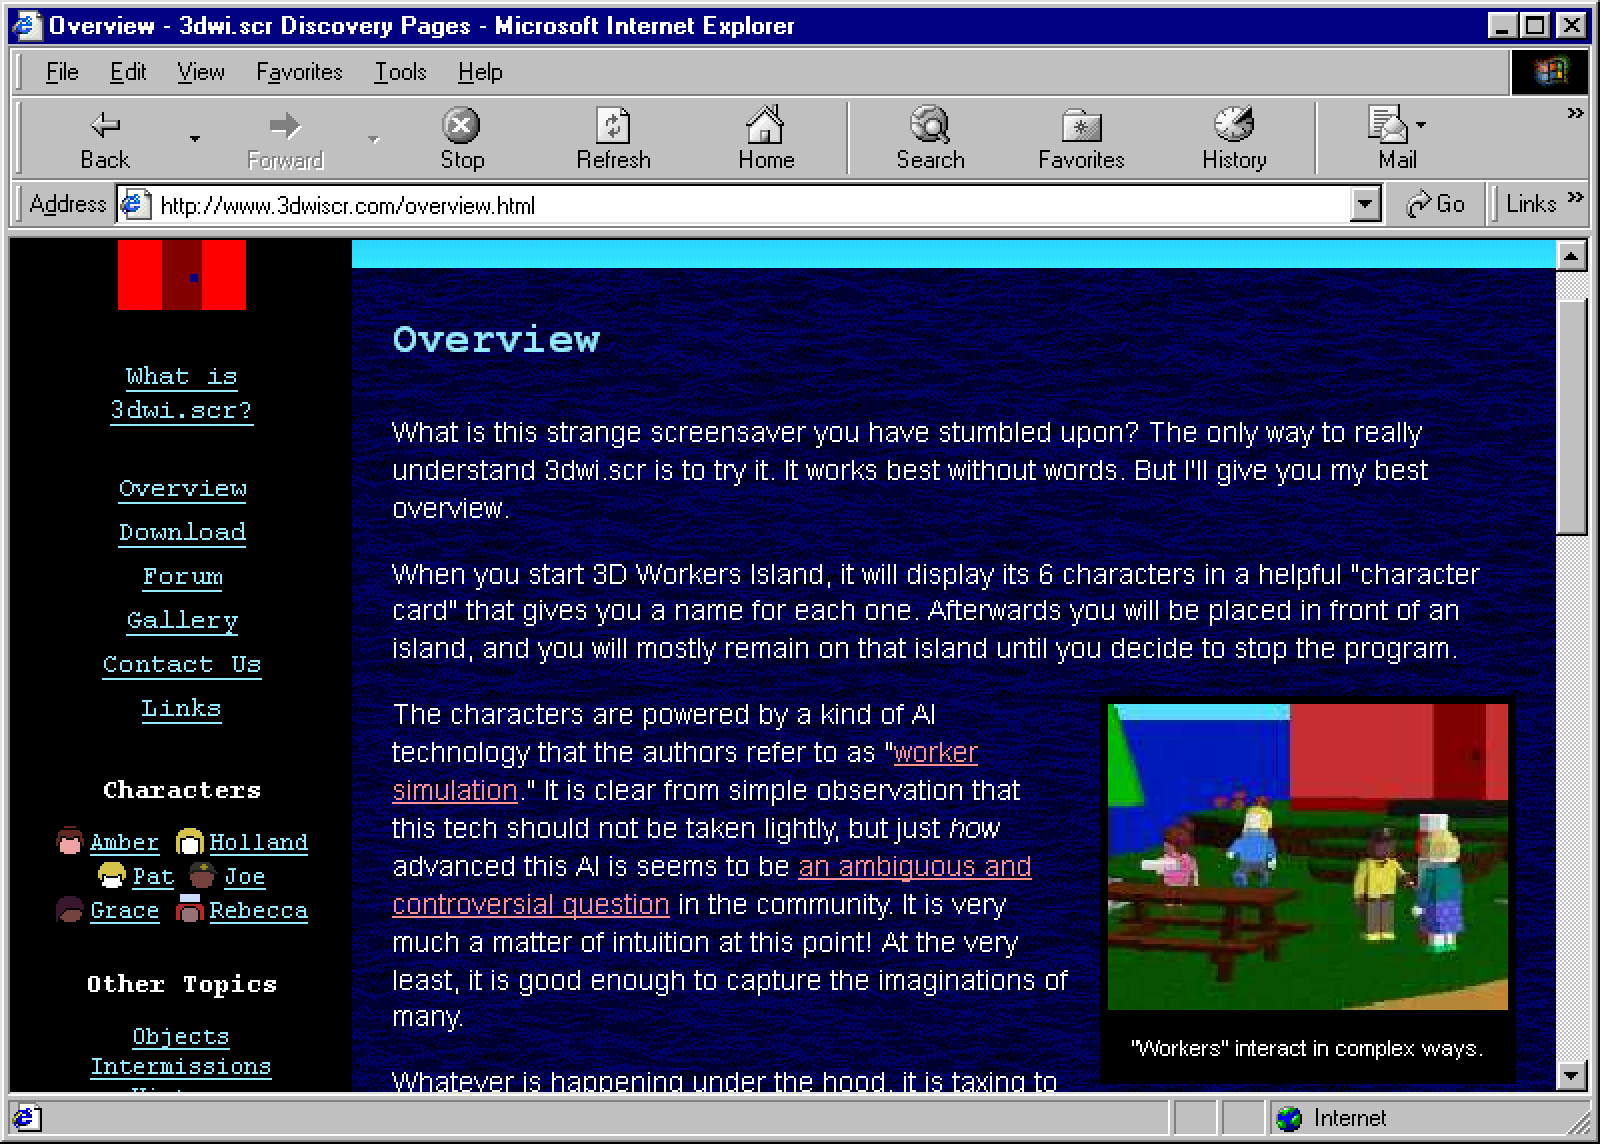 Overview - 3dwi.scr Discovery Pages - Microsoft Internet Explorer
File Edit View Favorites Tools Help
Back Forward Stop Refresh Home Search Favorites History Mail
Address http://www.3dwiscr.com/overview.html Go Links
What is
3dwi.scr?
Overview
Download
Forum
Gallery
Contact Us
Links
Characters
Amber Holland
Pat Joe
Grace Rebecca
Other Topics
Objects
Intermissions
Overview
What is this strange screensaver you have stumbled upon? The only way to really
understand 3dwi.scr is to try it. It works best without words. But I'll give you my best
overview.
When you start 3D Workers Island, it will display its 6 characters in a helpful "character
card" that gives you a name for each one. Afterwards you will be placed in front of an
island, and you will mostly remain on that island until you decide to stop the program.
The characters are powered by a kind of AI
technology that the authors refer to as "worker
simulation." It is clear from simple observation that
this tech should not be taken lightly, but just how
advanced this AI is seems to be an ambiguous and
controversial question in the community. It is very
much a matter of intuition at this point! At the very
least, it is good enough to capture the imaginations of
many.
Whatever is happening under the hood, it is taxing to
"Workers" interact in complex ways.
Internet